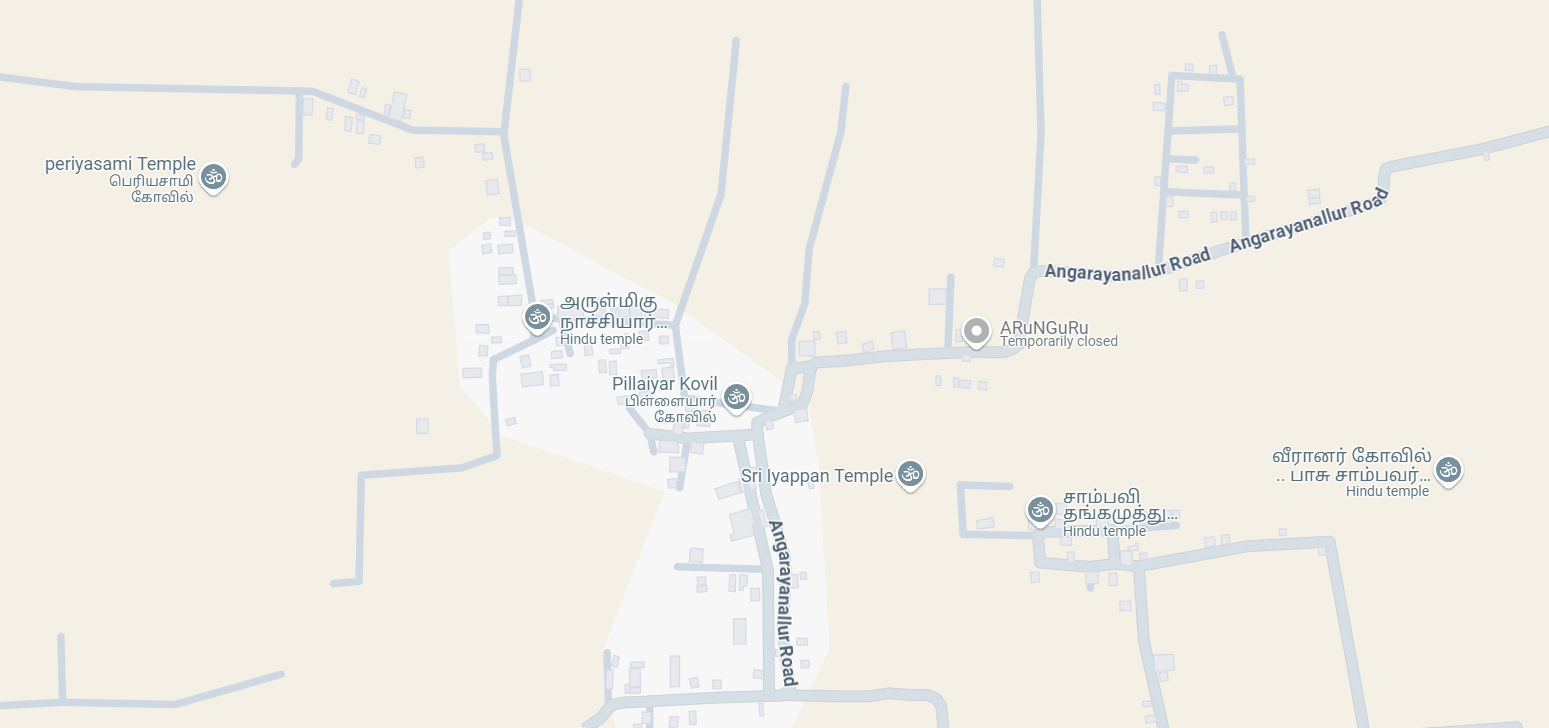 periyasami Temple
பெரியசாமி
கோவில்
Angarayanallur Road
Angarayanallur Road
அருள்மிகு
நாச்சியார்...
Hindu temple
ARuNGuRu
Temporarily closed
Pillaiyar Kovil
பிள்ளையார்
கோவில்
Sri Iyappan Temple
வீரானர் கோவில்
.. பாசு சாம்பவர்...
Hindu temple
சாம்பவி
தங்கமுத்து...
Hindu temple
Angarayanallur Road